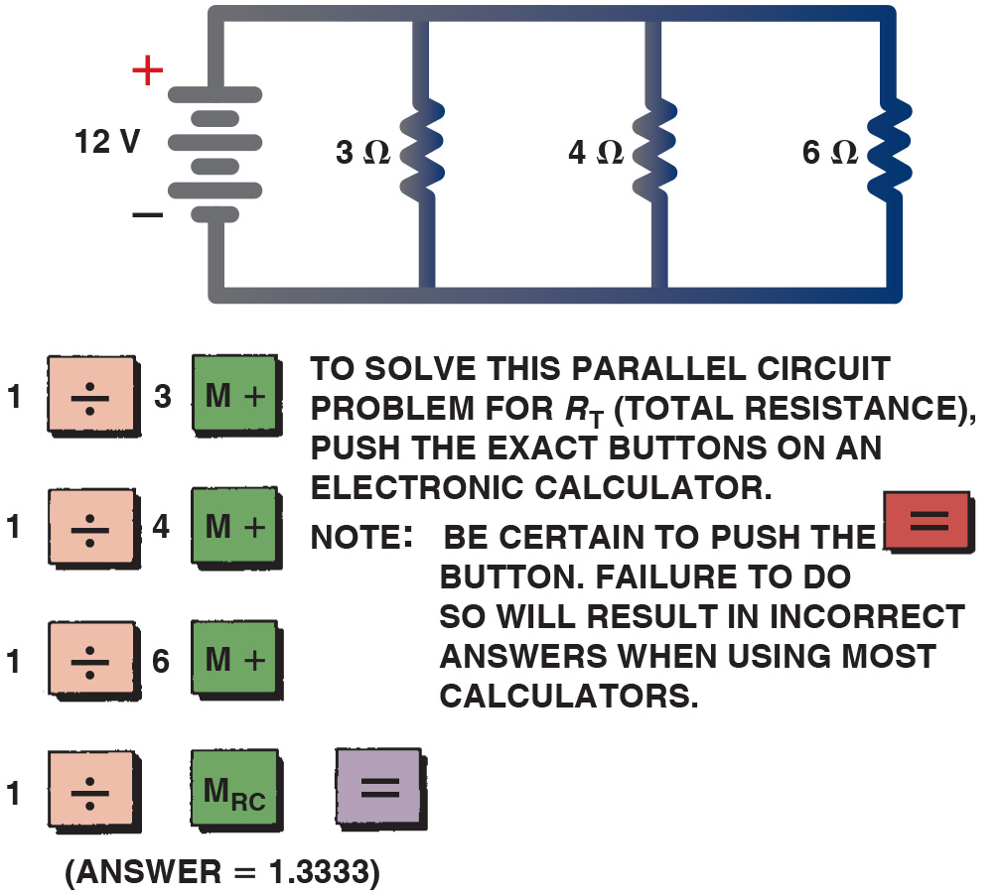 +
12 V
−
3 Ω
4 Ω
6 Ω
1 ÷ 3 M +
TO SOLVE THIS PARALLEL CIRCUIT
PROBLEM FOR RT (TOTAL RESISTANCE),
PUSH THE EXACT BUTTONS ON AN
ELECTRONIC CALCULATOR.
1 ÷ 4 M +
NOTE: BE CERTAIN TO PUSH THE =
BUTTON. FAILURE TO DO
SO WILL RESULT IN INCORRECT
ANSWERS WHEN USING MOST
CALCULATORS.
1 ÷ 6 M +
1 ÷ MRC =
(ANSWER = 1.3333)